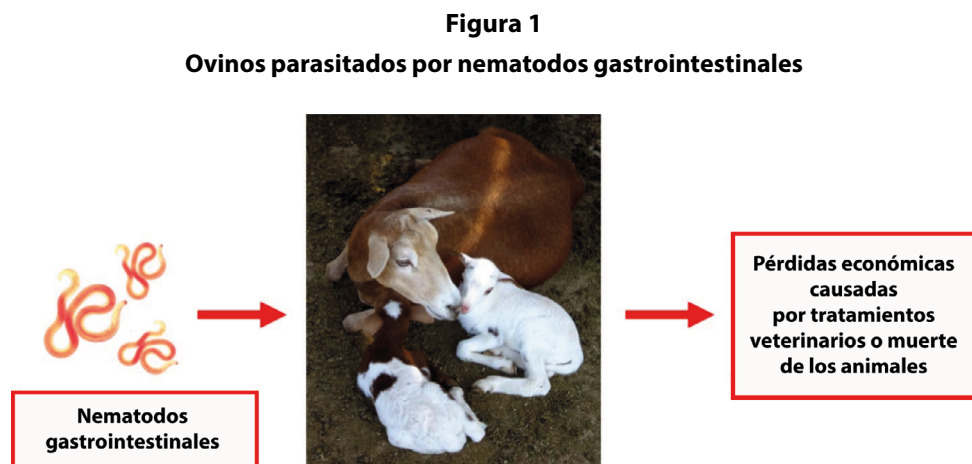 Figura 1
Ovinos parasitados por nematodos gastrointestinales
Nematodos
gastrointestinales
Pérdidas económicas
causadas
por tratamientos
veterinarios o muerte
de los animales